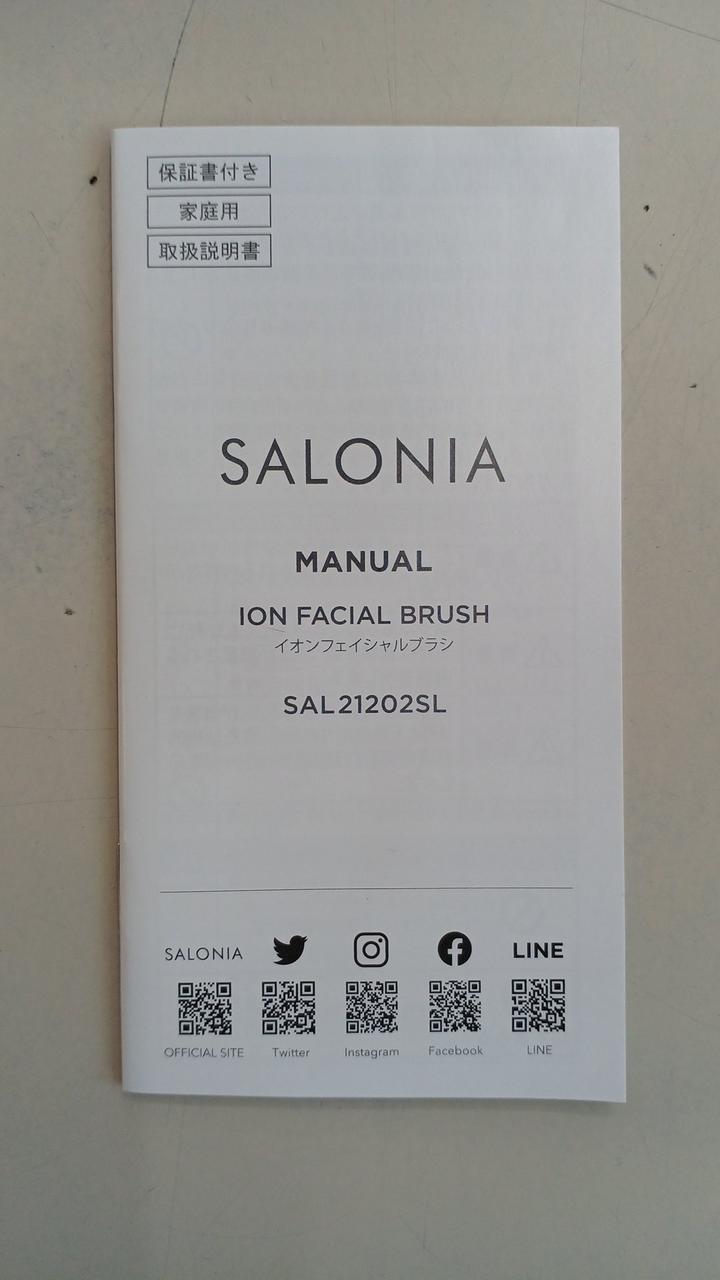 保証書付き
家庭用
取扱説明書
SALONIA
MANUAL
ION FACIAL BRUSH
イオンフェイシャルブラシ
SAL21202SL
SALONIA LINE
OFFICIAL SITE Twitter Instagram Facebook LINE